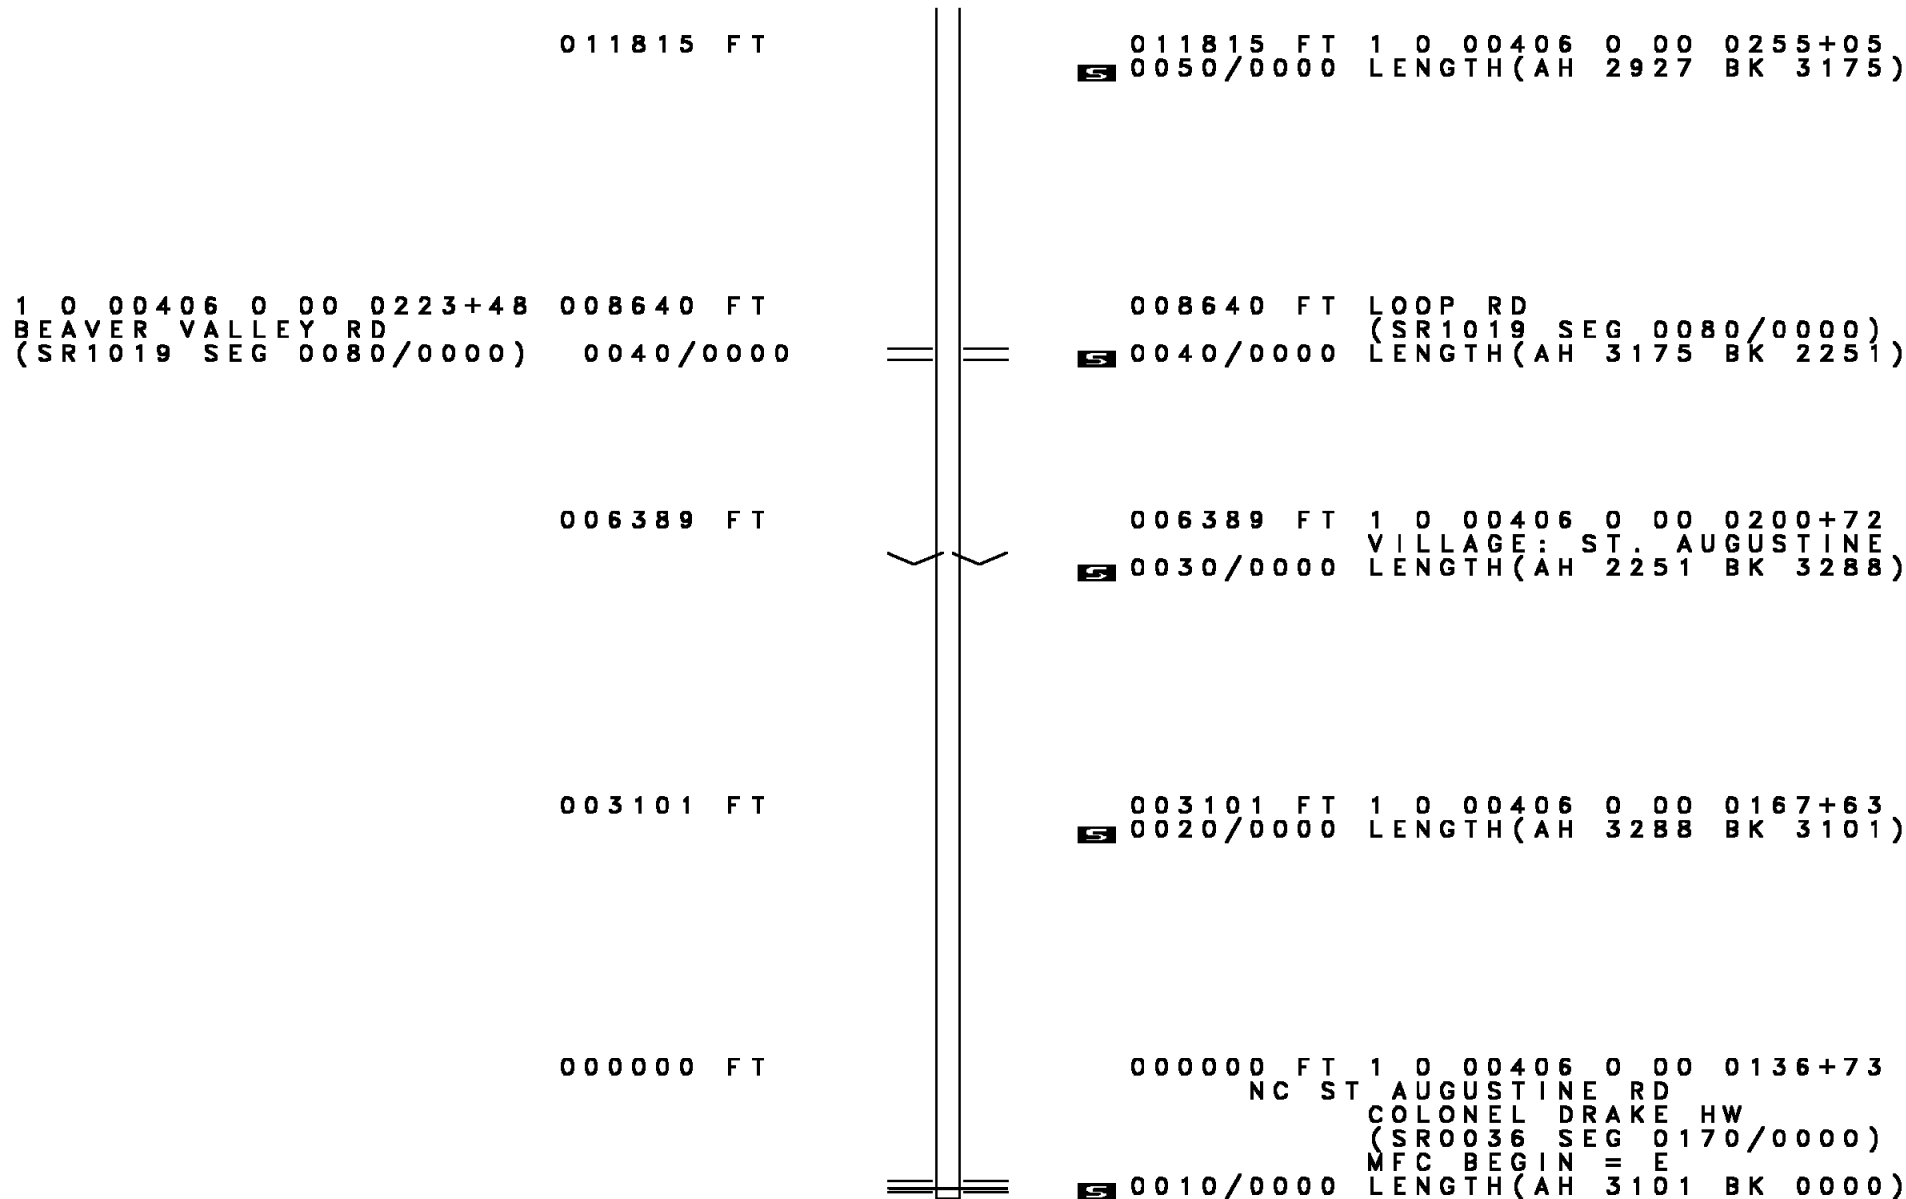 011815 FT 011815 FT 1 0 00406 0 00 0255+05
S 0050/0000 LENGTH(AH 2927 BK 3175)
1 0 00406 0 00 0223+48 008640 FT 008640 FT LOOP RD
BEAVER VALLEY RD (SR1019 SEG 0080/0000)
(SR1019 SEG 0080/0000) 0040/0000 S 0040/0000 LENGTH(AH 3175 BK 2251)
006389 FT 006389 FT 1 0 00406 0 00 0200+72
VILLAGE: ST. AUGUSTINE
S 0030/0000 LENGTH(AH 2251 BK 3288)
003101 FT 003101 FT 1 0 00406 0 00 0167+63
S 0020/0000 LENGTH(AH 3288 BK 3101)
000000 FT 000000 FT 1 0 00406 0 00 0136+73
NC ST AUGUSTINE RD
COLONEL DRAKE HW
(SR0036 SEG 0170/0000)
MFC BEGIN = E
S 0010/0000 LENGTH(AH 3101 BK 0000)